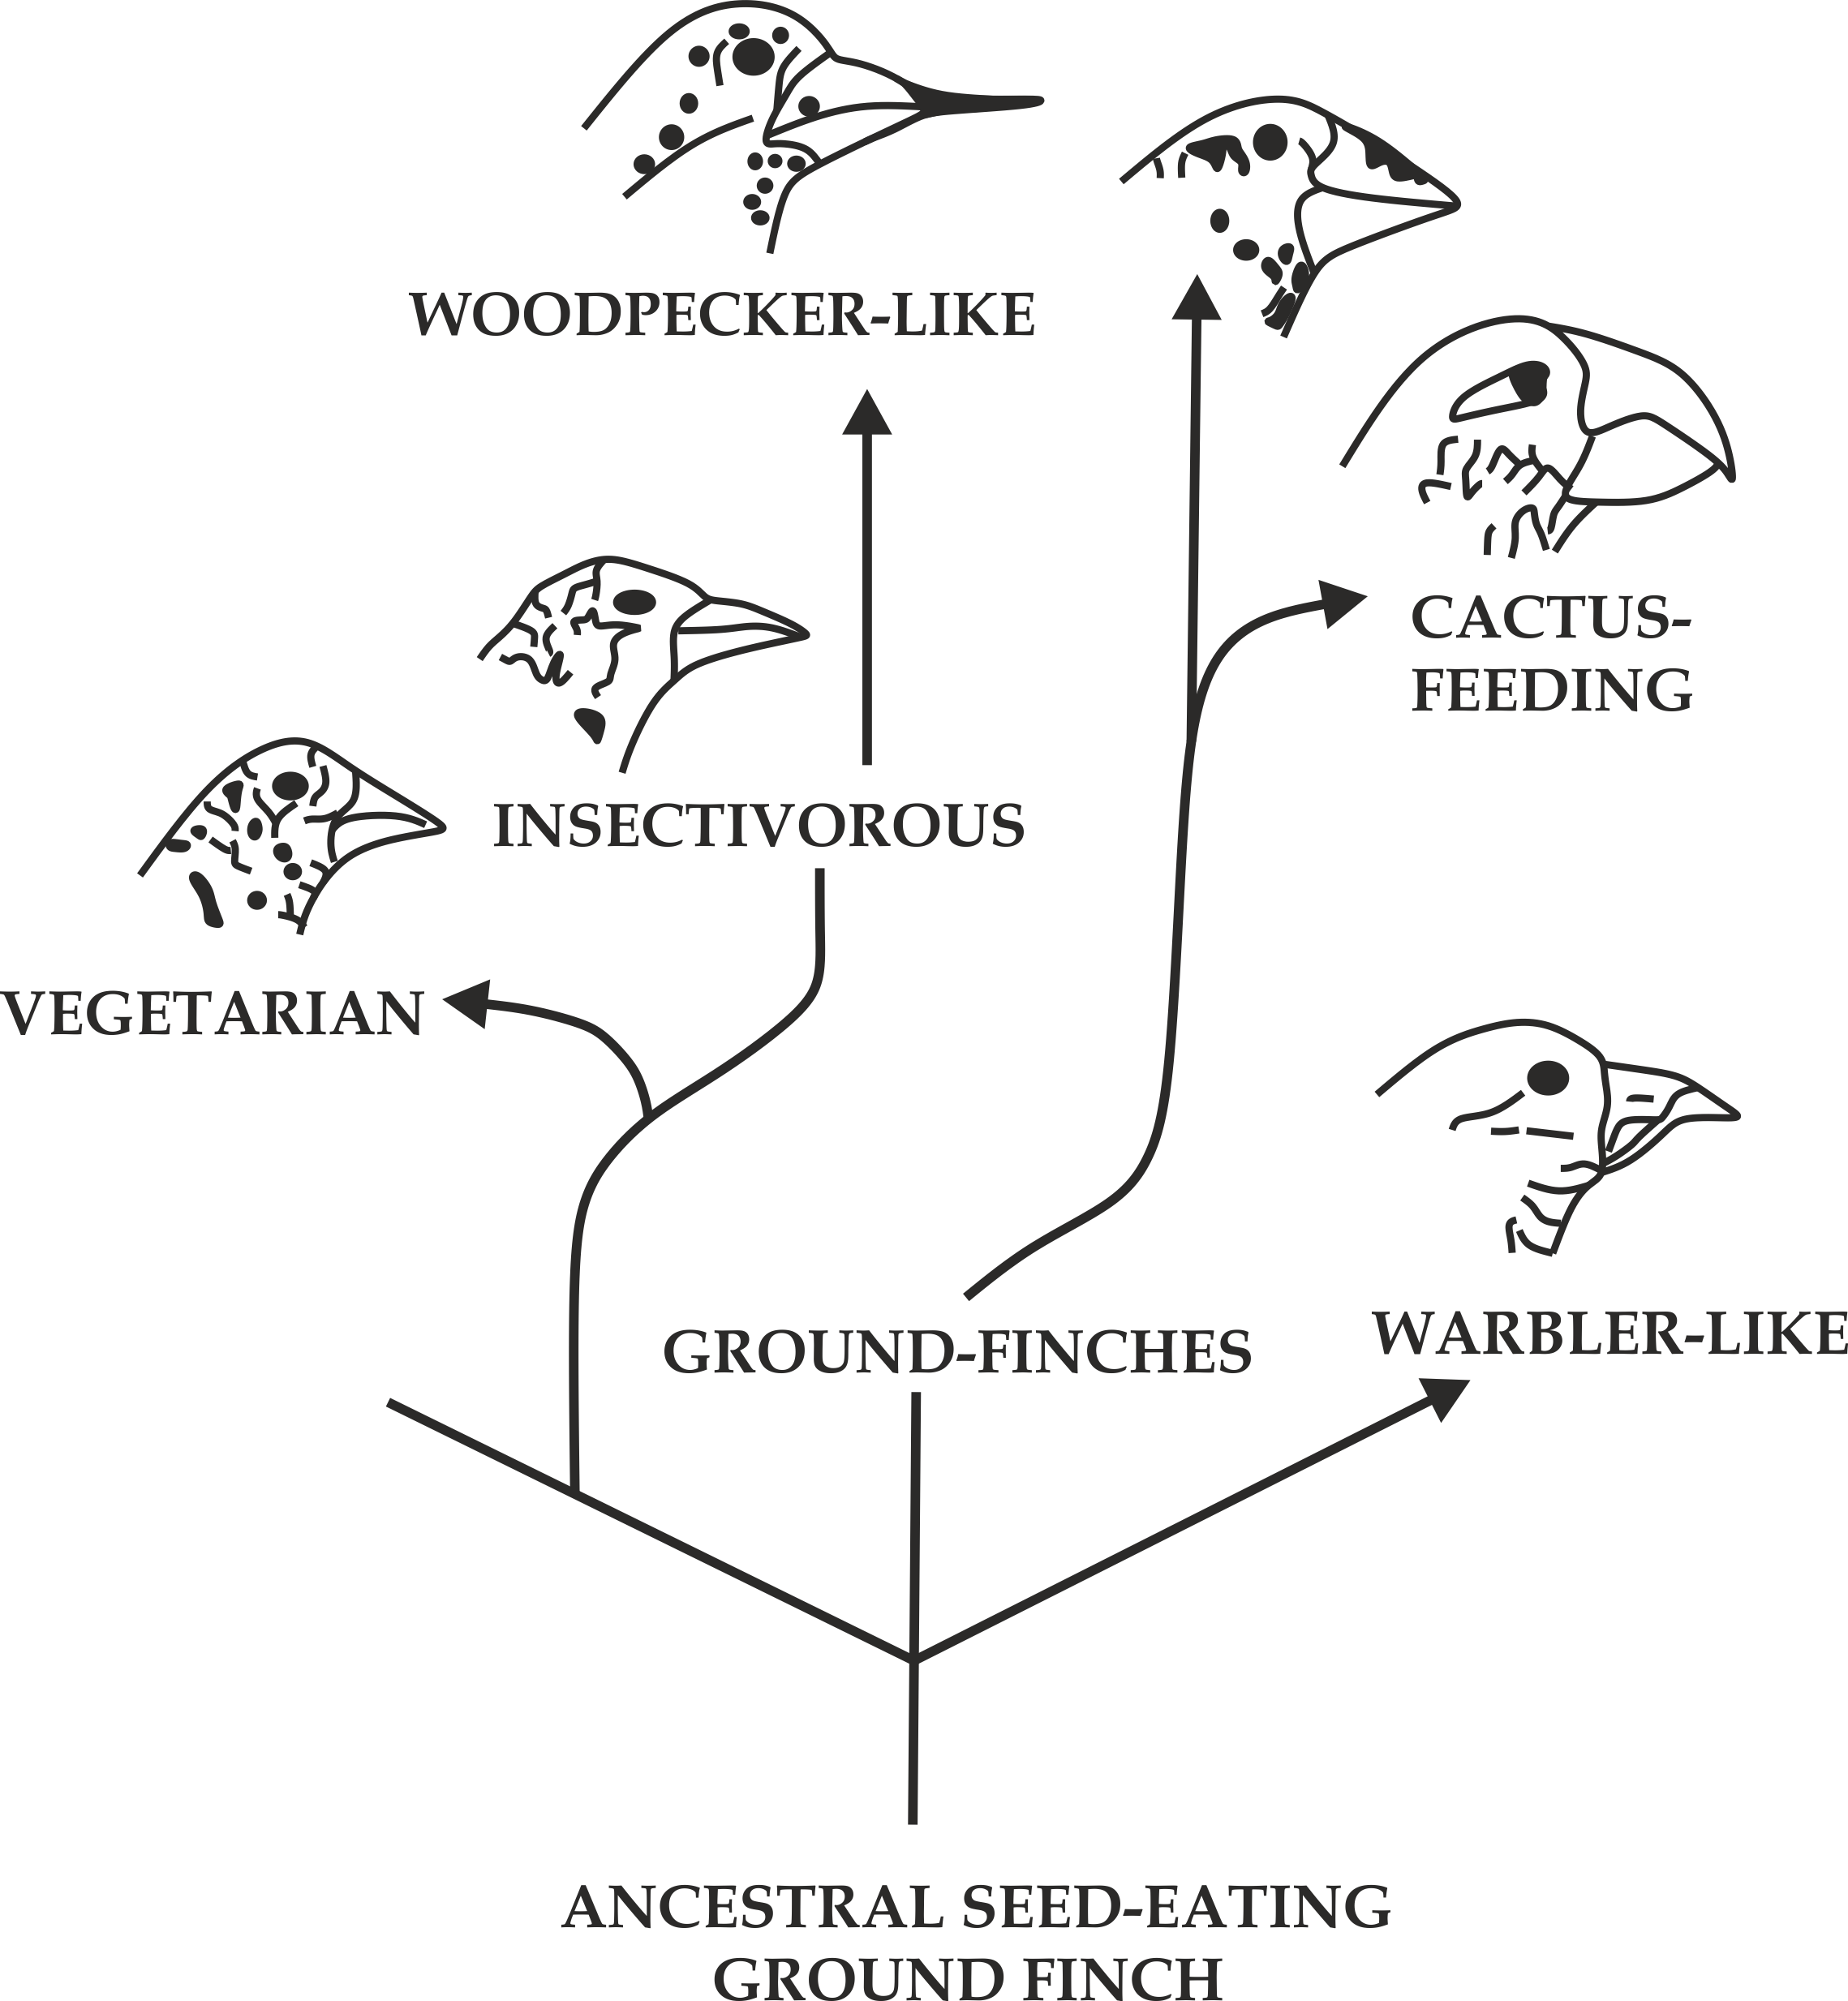 WOODPECKER-LIKE
CACTUS-
FEEDING
INSECTIVOROUS
VEGETARIAN
WARBLER-LIKE
GROUND-FINCHES
ANCESTRAL SEED-EATING
GROUND FINCH